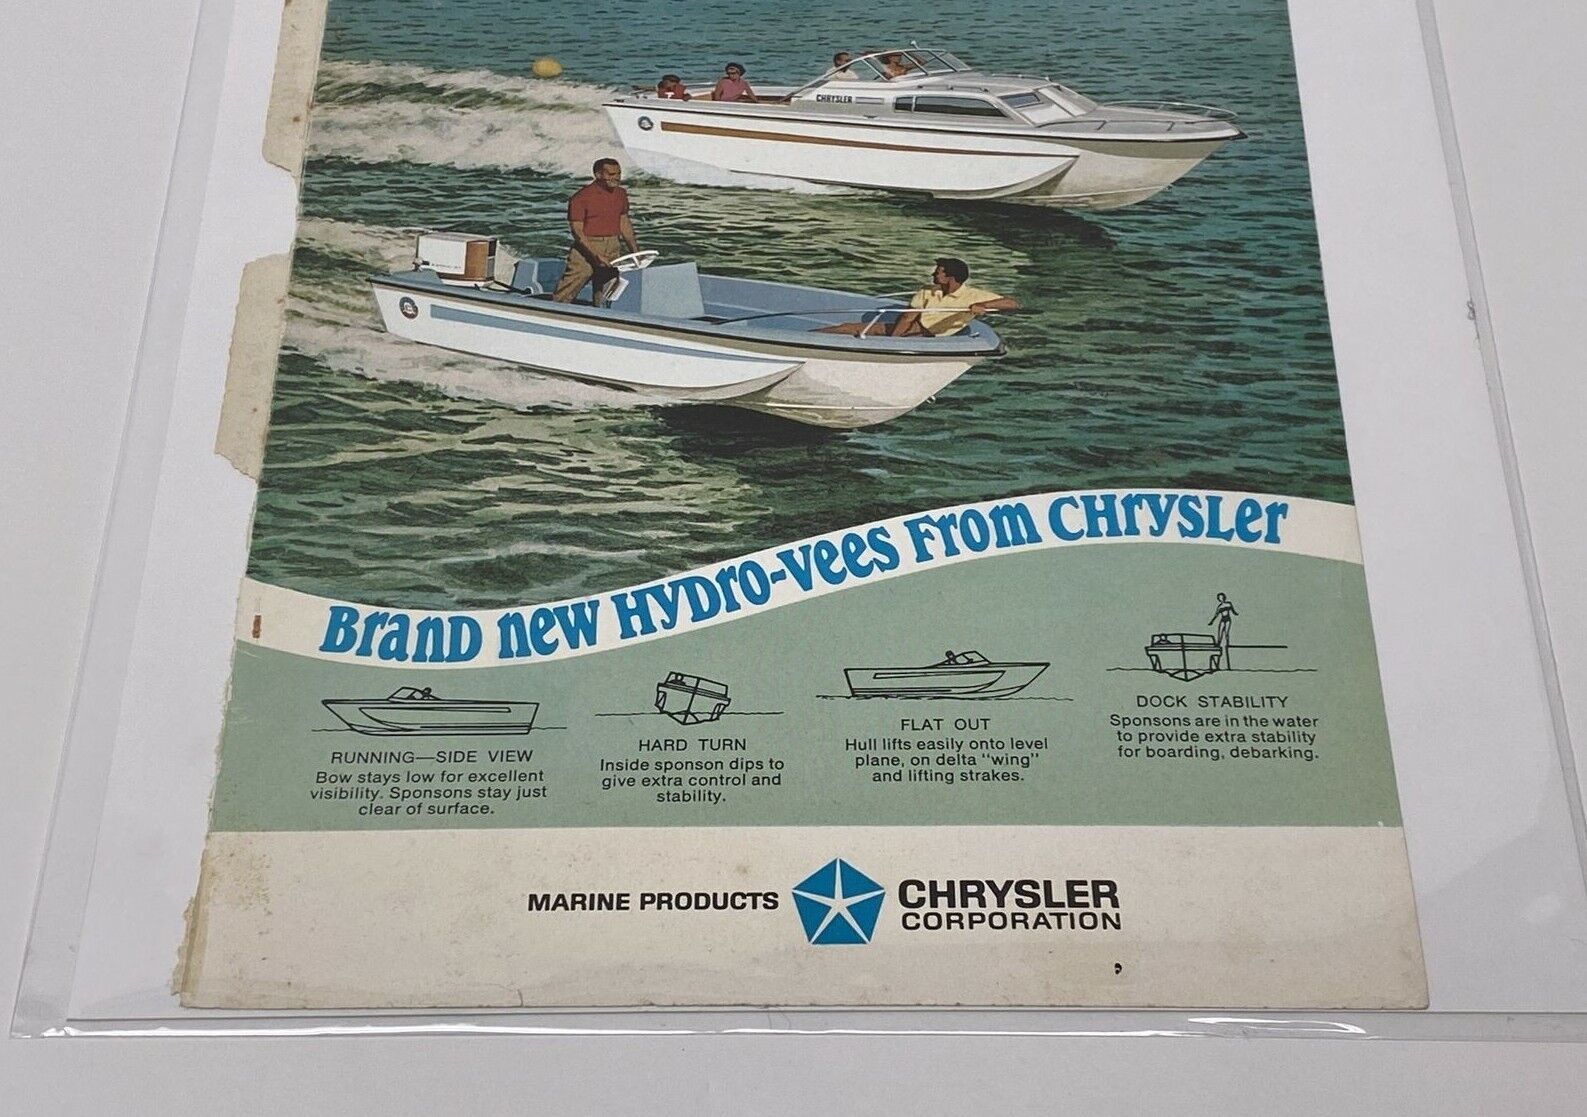 CHRYSLER
Brand new Hydro-Vees From CHrysLer
RUNNING—SIDE VIEW
Bow stays low for excellent
visibility. Sponsons stay just
clear of surface.
HARD TURN
Inside sponson dips to
give extra control and
stability.
FLAT OUT
Hull lifts easily onto level
plane, on delta "wing"
and lifting strakes.
DOCK STABILITY
Sponsons are in the water
to provide extra stability
for boarding, debarking.
MARINE PRODUCTS
CHRYSLER
CORPORATION